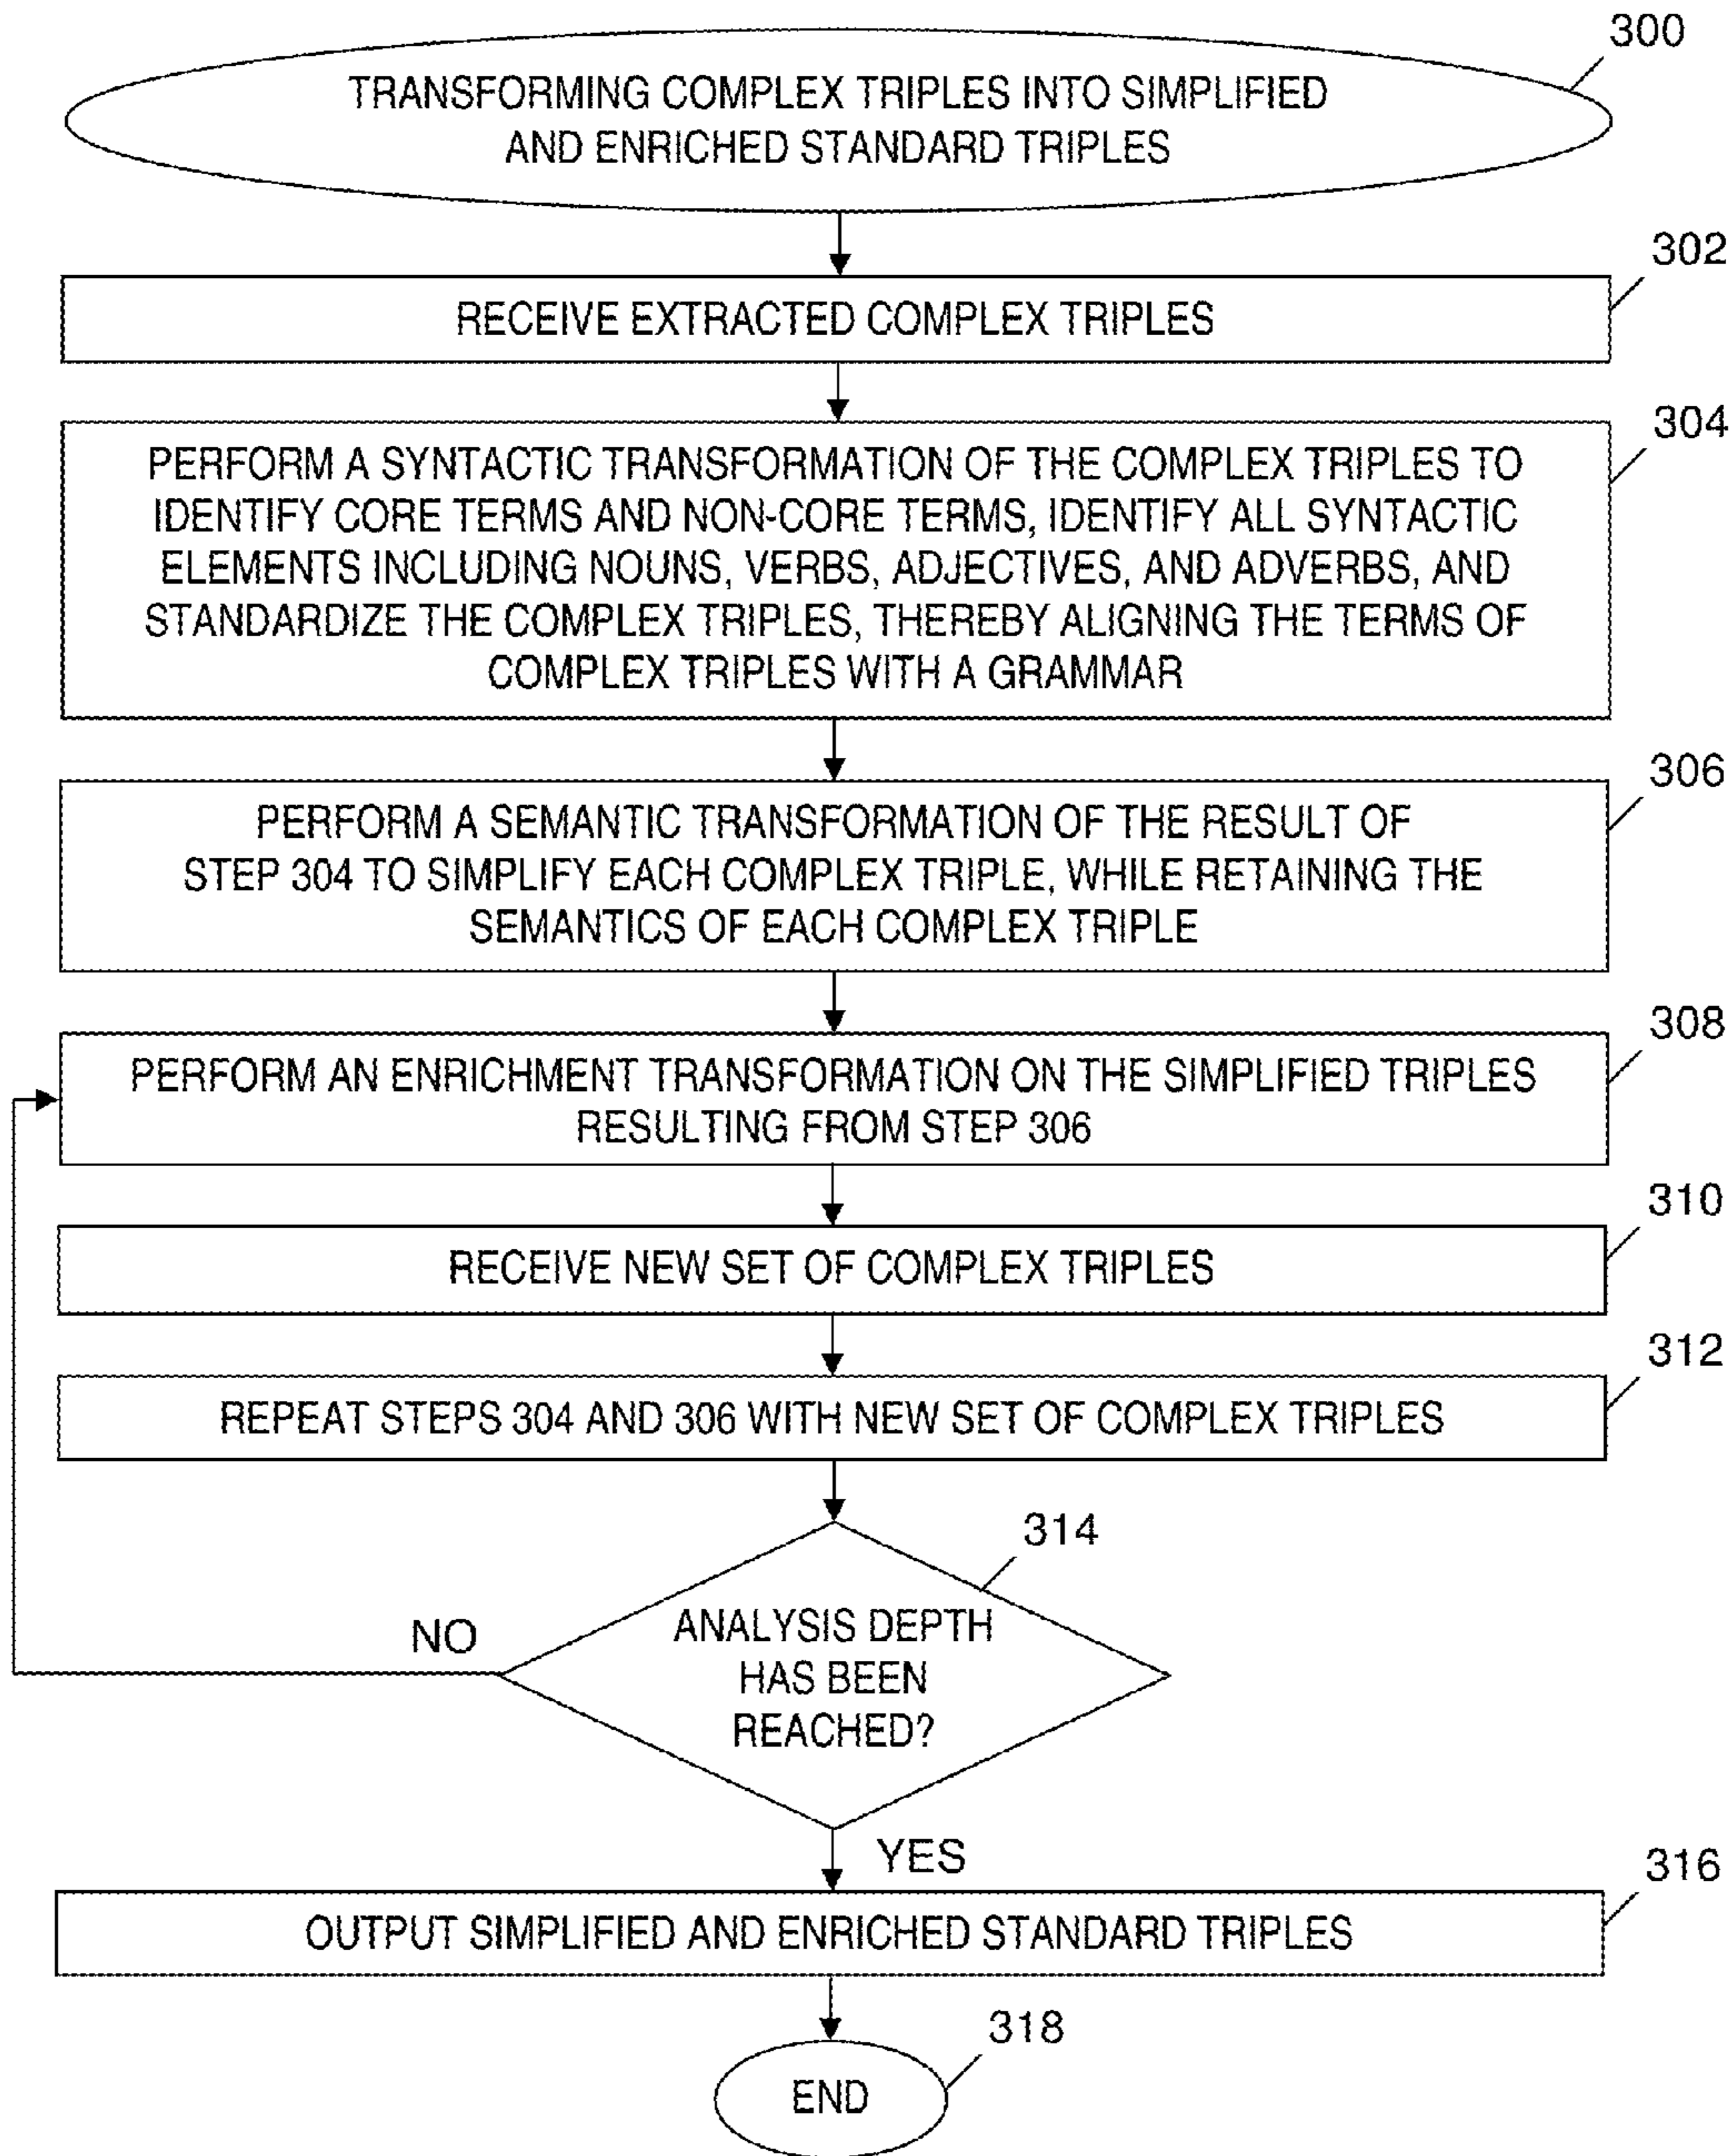 300
TRANSFORMING COMPLEX TRIPLES INTO SIMPLIFIED
AND ENRICHED STANDARD TRIPLES
302
RECEIVE EXTRACTED COMPLEX TRIPLES
304
PERFORM A SYNTACTIC TRANSFORMATION OF THE COMPLEX TRIPLES TO
IDENTIFY CORE TERMS AND NON-CORE TERMS, IDENTIFY ALL SYNTACTIC
ELEMENTS INCLUDING NOUNS, VERBS, ADJECTIVES, AND ADVERBS, AND
STANDARDIZE THE COMPLEX TRIPLES, THEREBY ALIGNING THE TERMS OF
COMPLEX TRIPLES WITH A GRAMMAR
306
PERFORM A SEMANTIC TRANSFORMATION OF THE RESULT OF
STEP 304 TO SIMPLIFY EACH COMPLEX TRIPLE, WHILE RETAINING THE
SEMANTICS OF EACH COMPLEX TRIPLE
308
PERFORM AN ENRICHMENT TRANSFORMATION ON THE SIMPLIFIED TRIPLES
RESULTING FROM STEP 306
310
RECEIVE NEW SET OF COMPLEX TRIPLES
312
REPEAT STEPS 304 AND 306 WITH NEW SET OF COMPLEX TRIPLES
314
ANALYSIS DEPTH
HAS BEEN
REACHED?
NO
YES
316
OUTPUT SIMPLIFIED AND ENRICHED STANDARD TRIPLES
318
END